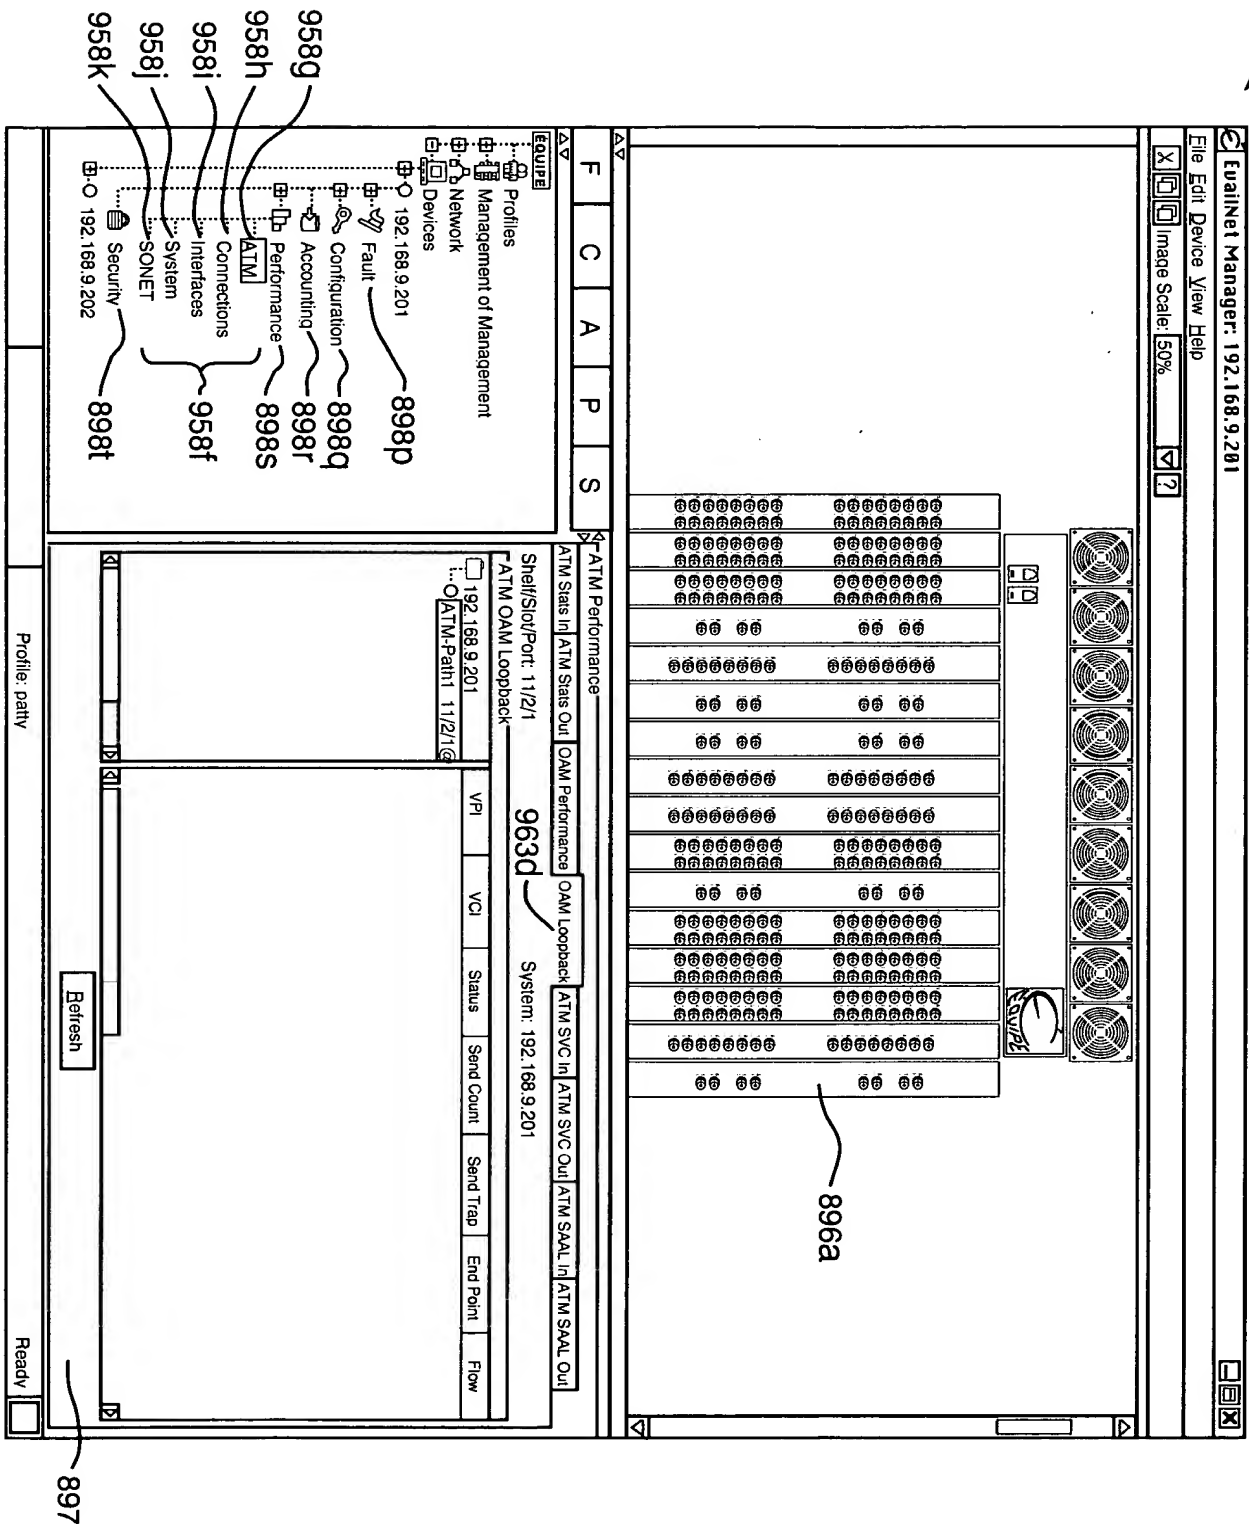 EuailNet Manager: 192.168.9.201
File Edit Device View Help
X Image Scale: 50% ?
EQUIPE
896a
F C A P S
EQUIPE
Profiles
Management of Management
Network
Devices
192.168.9.201
Fault
Configuration
Accounting
Performance
ATM
Connections
Interfaces
System
SONET
Security
192.168.9.202
898p
898q
898r
898s
958f
898t
958g
958h
958i
958j
958k
ATM Performance
ATM Stats In ATM Stats Out OAM Performance OAM Loopback ATM SVC In ATM SVC Out ATM SAAL In ATM SAAL Out
Shelf/Slot/Port: 11/2/1 System: 192.168.9.201
963d
ATM OAM Loopback
192.168.9.201
ATM-Path1 11/2/1@
VPI VCI Status Send Count Send Trap End Point Flow
Refresh
897
Profile: patty Ready